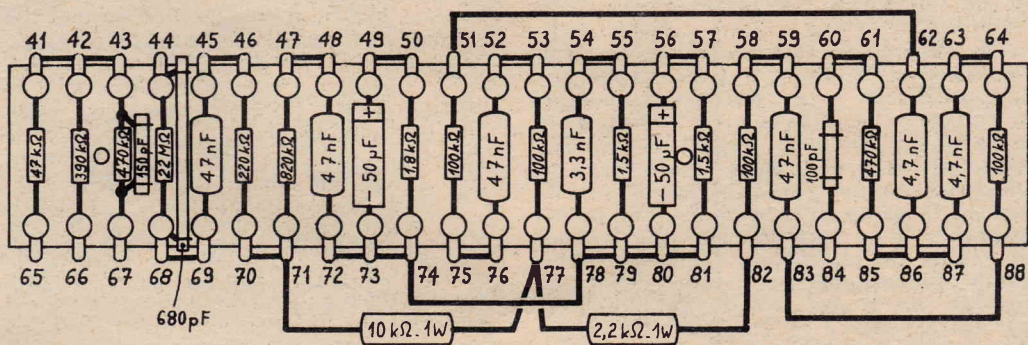 41 42 43 44 45 46 47 48 49 50 51 52 53 54 55 56 57 58 59 60 61 62 63 64
+ +
47kΩ 390kΩ 470kΩ 150pF 22MΩ 47nF 220kΩ 820kΩ 47nF - 50µF 1,8kΩ 100kΩ 47nF 100kΩ 3,3nF 1,5kΩ - 50µF 1,5kΩ 100kΩ 47nF 100pF 470kΩ 4,7nF 4,7nF 100kΩ
65 66 67 68 69 70 71 72 73 74 75 76 77 78 79 80 81 82 83 84 85 86 87 88
680pF
10kΩ-1W
2,2kΩ-1W